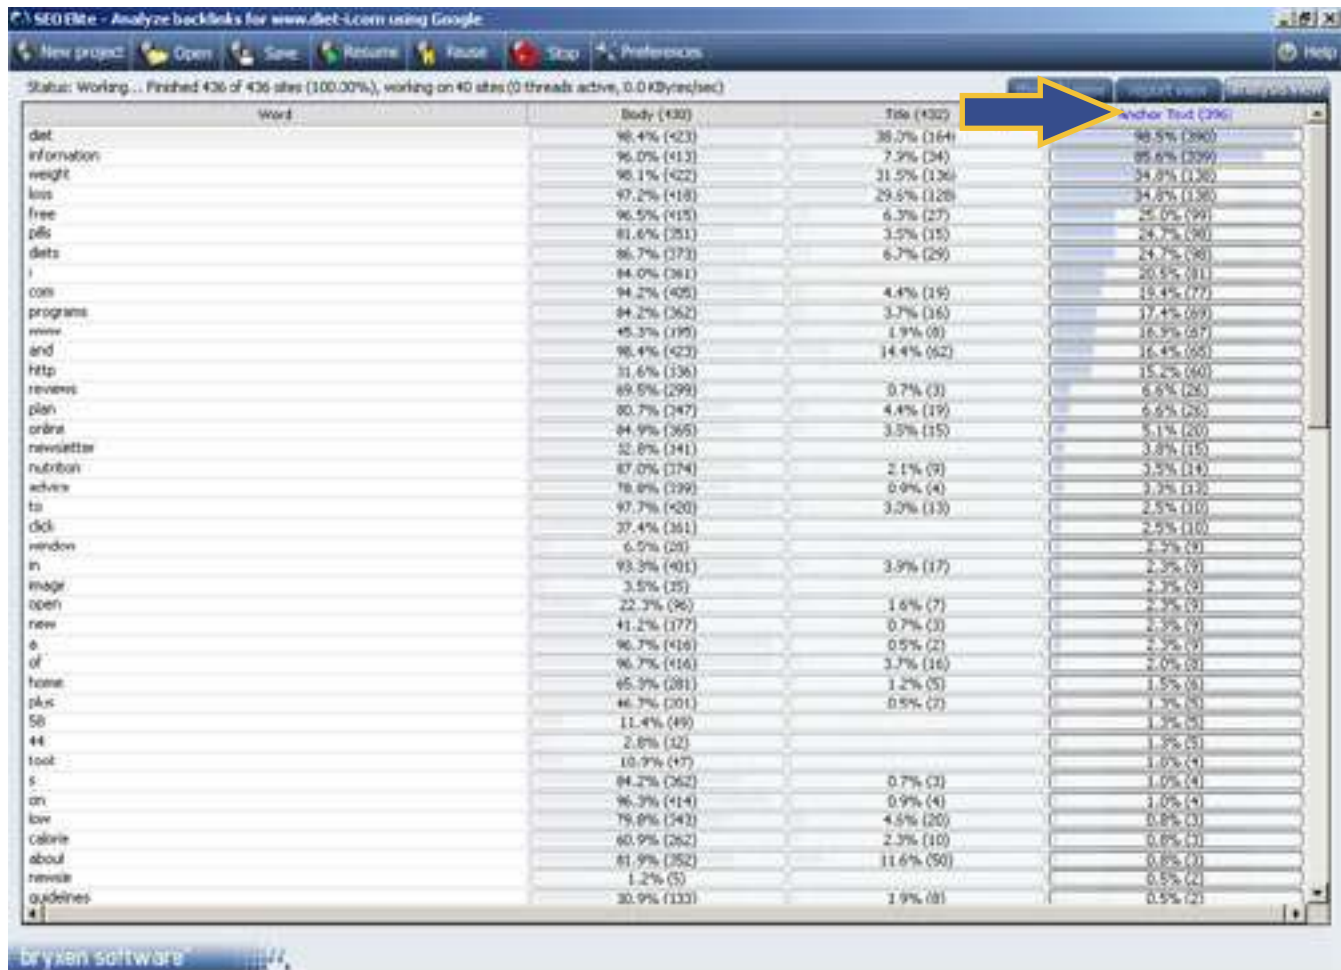 SEO Elite - Analyze backlinks for www.diet-i.com using Google
New project Open Save Resume Pause Stop Preferences Help
Status: Working... Finished 436 of 436 sites (100.00%), working on 40 sites (0 threads active, 0.0 KBytes/sec)
Word Body (430) Title (432) Anchor Text (396)
diet 98.4% (423) 38.0% (164) 98.5% (390)
information 96.0% (413) 7.9% (34) 85.6% (339)
weight 98.1% (422) 31.5% (136) 34.8% (138)
loss 97.2% (418) 29.6% (128) 34.8% (138)
free 96.5% (415) 6.3% (27) 25.0% (99)
pills 81.6% (351) 3.5% (15) 24.7% (98)
diets 86.7% (373) 6.7% (29) 24.7% (98)
i 84.0% (361) 20.5% (81)
com 94.2% (405) 4.4% (19) 19.4% (77)
programs 84.2% (362) 3.7% (16) 17.4% (69)
www 45.3% (195) 1.9% (8) 16.9% (67)
and 98.4% (423) 14.4% (62) 16.4% (65)
http 31.6% (136) 15.2% (60)
reviews 69.5% (299) 0.7% (3) 6.6% (26)
plan 80.7% (347) 4.4% (19) 6.6% (26)
online 84.9% (365) 3.5% (15) 5.1% (20)
newsletter 32.8% (141) 3.8% (15)
nutrition 87.0% (374) 2.1% (9) 3.5% (14)
advice 78.8% (339) 0.9% (4) 3.3% (13)
to 97.7% (420) 3.0% (13) 2.5% (10)
click 37.4% (161) 2.5% (10)
window 6.5% (28) 2.3% (9)
in 93.3% (401) 3.9% (17) 2.3% (9)
image 3.5% (15) 2.3% (9)
open 22.3% (96) 1.6% (7) 2.3% (9)
new 41.2% (177) 0.7% (3) 2.3% (9)
a 96.7% (416) 0.5% (2) 2.3% (9)
of 96.7% (416) 3.7% (16) 2.0% (8)
home 65.3% (281) 1.2% (5) 1.5% (6)
plus 46.7% (201) 0.5% (2) 1.3% (5)
58 11.4% (49) 1.3% (5)
44 2.8% (12) 1.3% (5)
tool 10.9% (47) 1.0% (4)
s 84.2% (362) 0.7% (3) 1.0% (4)
on 96.3% (414) 0.9% (4) 1.0% (4)
low 79.8% (343) 4.6% (20) 0.8% (3)
calorie 60.9% (262) 2.3% (10) 0.8% (3)
about 81.9% (352) 11.6% (50) 0.8% (3)
newsle 1.2% (5) 0.5% (2)
guidelines 30.9% (133) 1.9% (8) 0.5% (2)
bryxen software